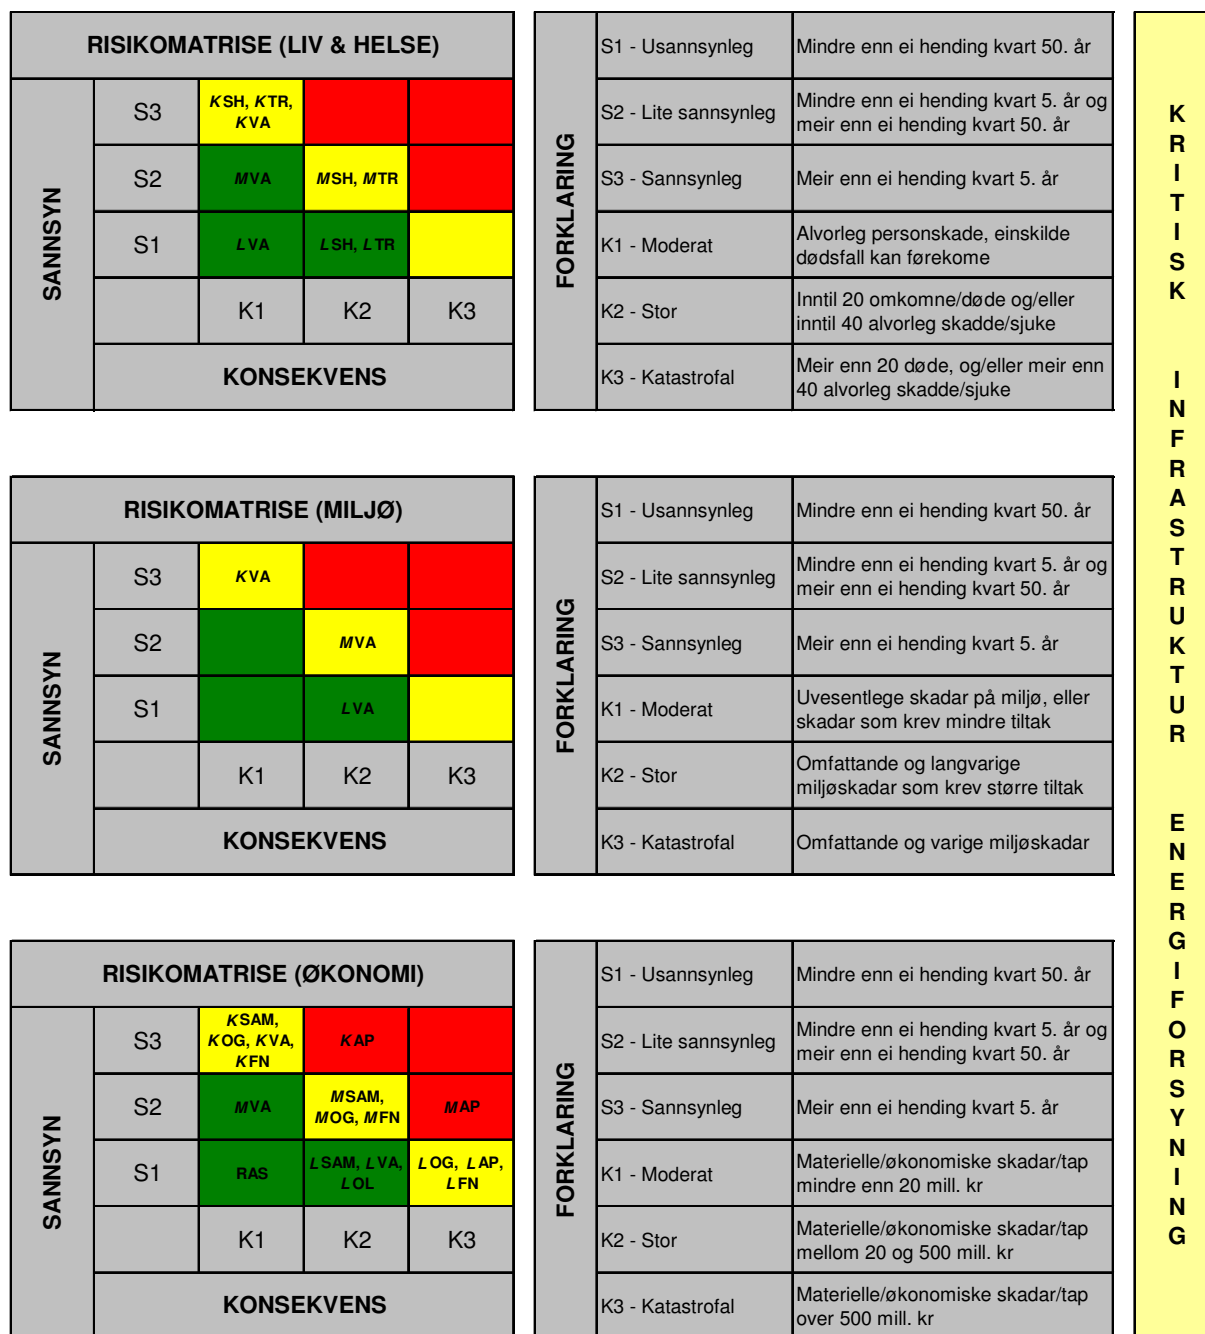 RISIKOMATRISE (LIV & HELSE)
SANNSYN
S3
KSH, KTR,
KVA
S2
MVA
MSH, MTR
S1
LVA
LSH, LTR
K1
K2
K3
KONSEKVENS
FORKLARING
S1 - Usannsynleg
Mindre enn ei hending kvart 50. år
S2 - Lite sannsynleg
Mindre enn ei hending kvart 5. år og
meir enn ei hending kvart 50. år
S3 - Sannsynleg
Meir enn ei hending kvart 5. år
K1 - Moderat
Alvorleg personskade, einskilde
dødsfall kan førekome
K2 - Stor
Inntil 20 omkomne/døde og/eller
inntil 40 alvorleg skadde/sjuke
K3 - Katastrofal
Meir enn 20 døde, og/eller meir enn
40 alvorleg skadde/sjuke
RISIKOMATRISE (MILJØ)
SANNSYN
S3
KVA
S2
MVA
S1
LVA
K1
K2
K3
KONSEKVENS
FORKLARING
S1 - Usannsynleg
Mindre enn ei hending kvart 50. år
S2 - Lite sannsynleg
Mindre enn ei hending kvart 5. år og
meir enn ei hending kvart 50. år
S3 - Sannsynleg
Meir enn ei hending kvart 5. år
K1 - Moderat
Uvesentlege skadar på miljø, eller
skadar som krev mindre tiltak
K2 - Stor
Omfattande og langvarige
miljøskadar som krev større tiltak
K3 - Katastrofal
Omfattande og varige miljøskadar
RISIKOMATRISE (ØKONOMI)
SANNSYN
S3
KSAM,
KOG, KVA,
KFN
KAP
S2
MVA
MSAM,
MOG, MFN
MAP
S1
RAS
LSAM, LVA,
LOL
LOG, LAP,
LFN
K1
K2
K3
KONSEKVENS
FORKLARING
S1 - Usannsynleg
Mindre enn ei hending kvart 50. år
S2 - Lite sannsynleg
Mindre enn ei hending kvart 5. år og
meir enn ei hending kvart 50. år
S3 - Sannsynleg
Meir enn ei hending kvart 5. år
K1 - Moderat
Materielle/økonomiske skadar/tap
mindre enn 20 mill. kr
K2 - Stor
Materielle/økonomiske skadar/tap
mellom 20 og 500 mill. kr
K3 - Katastrofal
Materielle/økonomiske skadar/tap
over 500 mill. kr
KRITISK INFRASTRUKTUR ENERGIFORSYNING